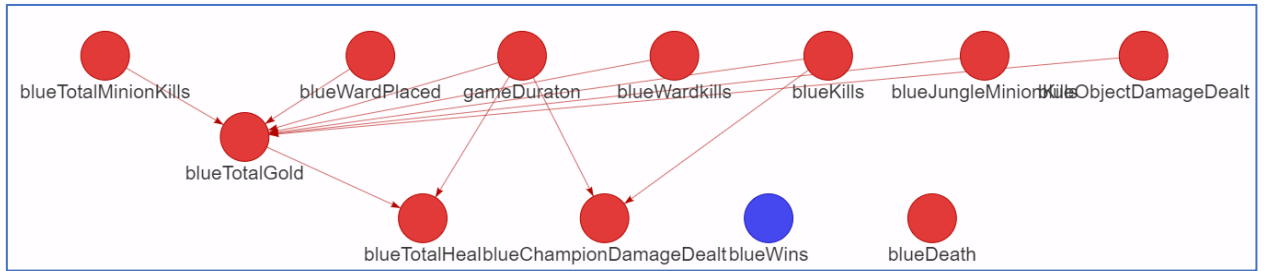 blueTotalMinionKills
blueWardPlaced
gameDuraton
blueWardkills
blueKills
blueJungleMinionKills
blueObjectDamageDealt
blueTotalGold
blueTotalHeal
blueChampionDamageDealt
blueWins
blueDeath